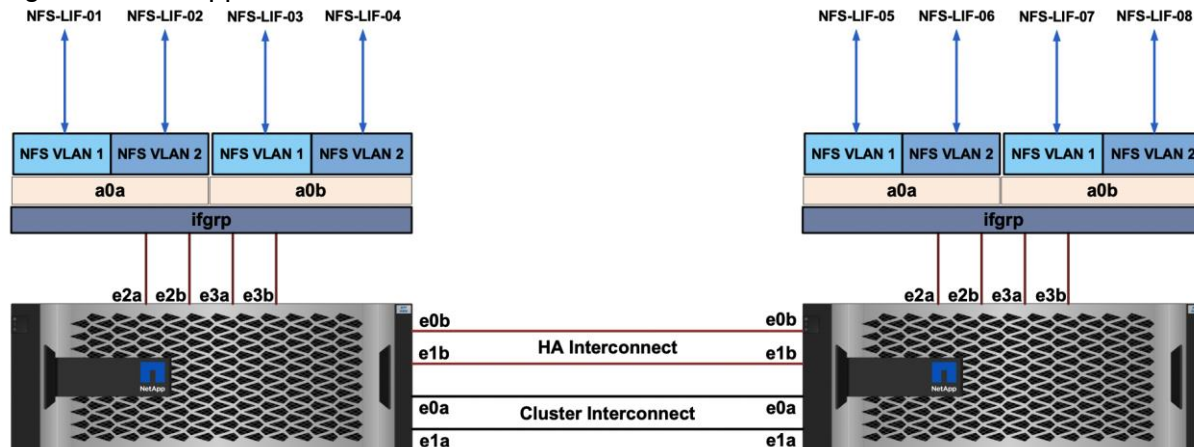 NFS-LIF-01 NFS-LIF-02 NFS-LIF-03 NFS-LIF-04 NFS-LIF-05 NFS-LIF-06 NFS-LIF-07 NFS-LIF-08
NFS VLAN 1 NFS VLAN 2 NFS VLAN 1 NFS VLAN 2 NFS VLAN 1 NFS VLAN 2 NFS VLAN 1 NFS VLAN 2
a0a a0b a0a a0b
ifgrp ifgrp
e2a e2b e3a e3b e2a e2b e3a e3b
e0b e0b
HA Interconnect
e1b e1b
NetApp NetApp
e0a e0a
Cluster Interconnect
e1a e1a